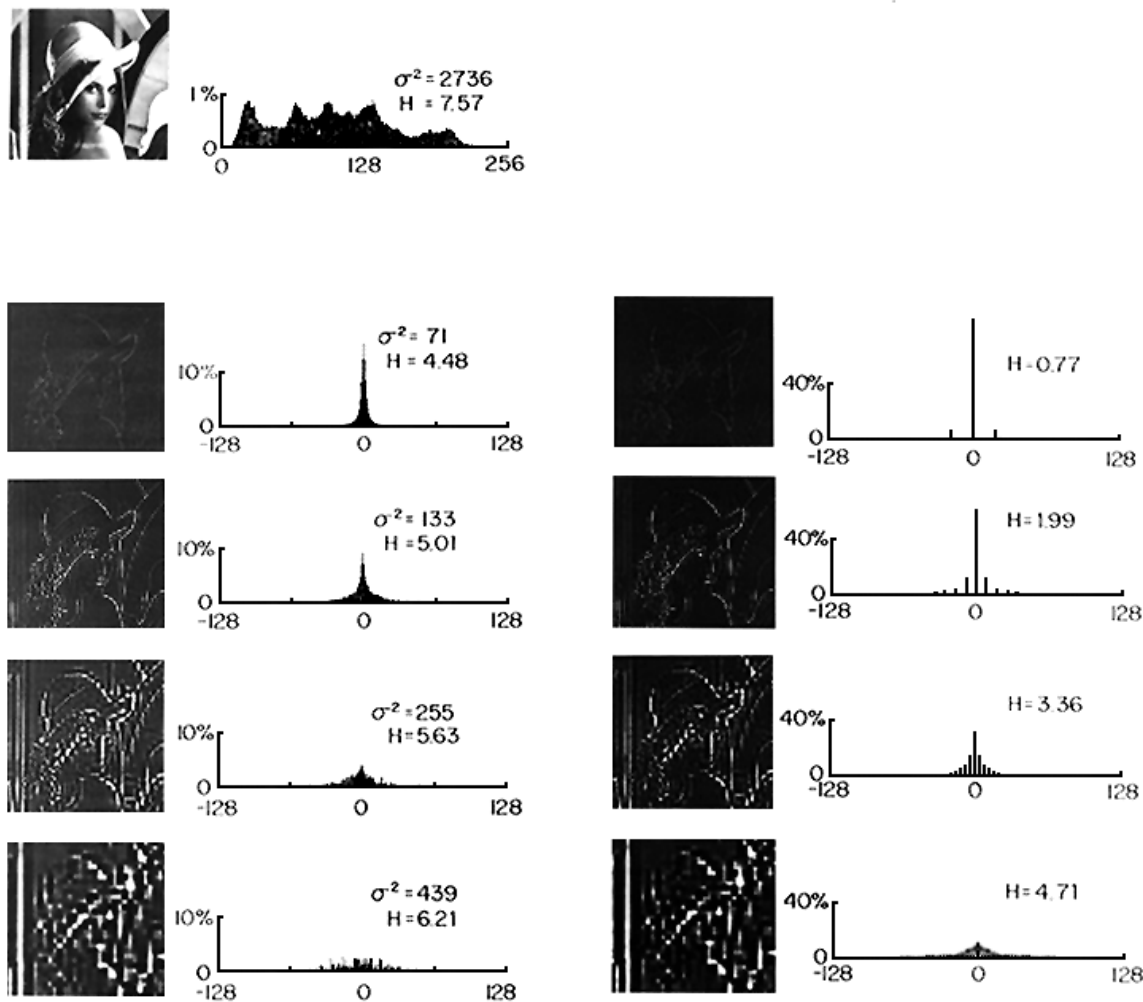 σ² = 2736
1%
H = 7.57
0
0 128 256
σ² = 71
H = 4.48
10%
0
-128 0 128
H = 0.77
40%
0
-128 0 128
σ² = 133
H = 5.01
10%
0
-128 0 128
H = 1.99
40%
0
-128 0 128
σ² = 255
H = 5.63
10%
0
-128 0 128
H = 3.36
40%
0
-128 0 128
σ² = 439
H = 6.21
10%
0
-128 0 128
H = 4.71
40%
0
-128 0 128